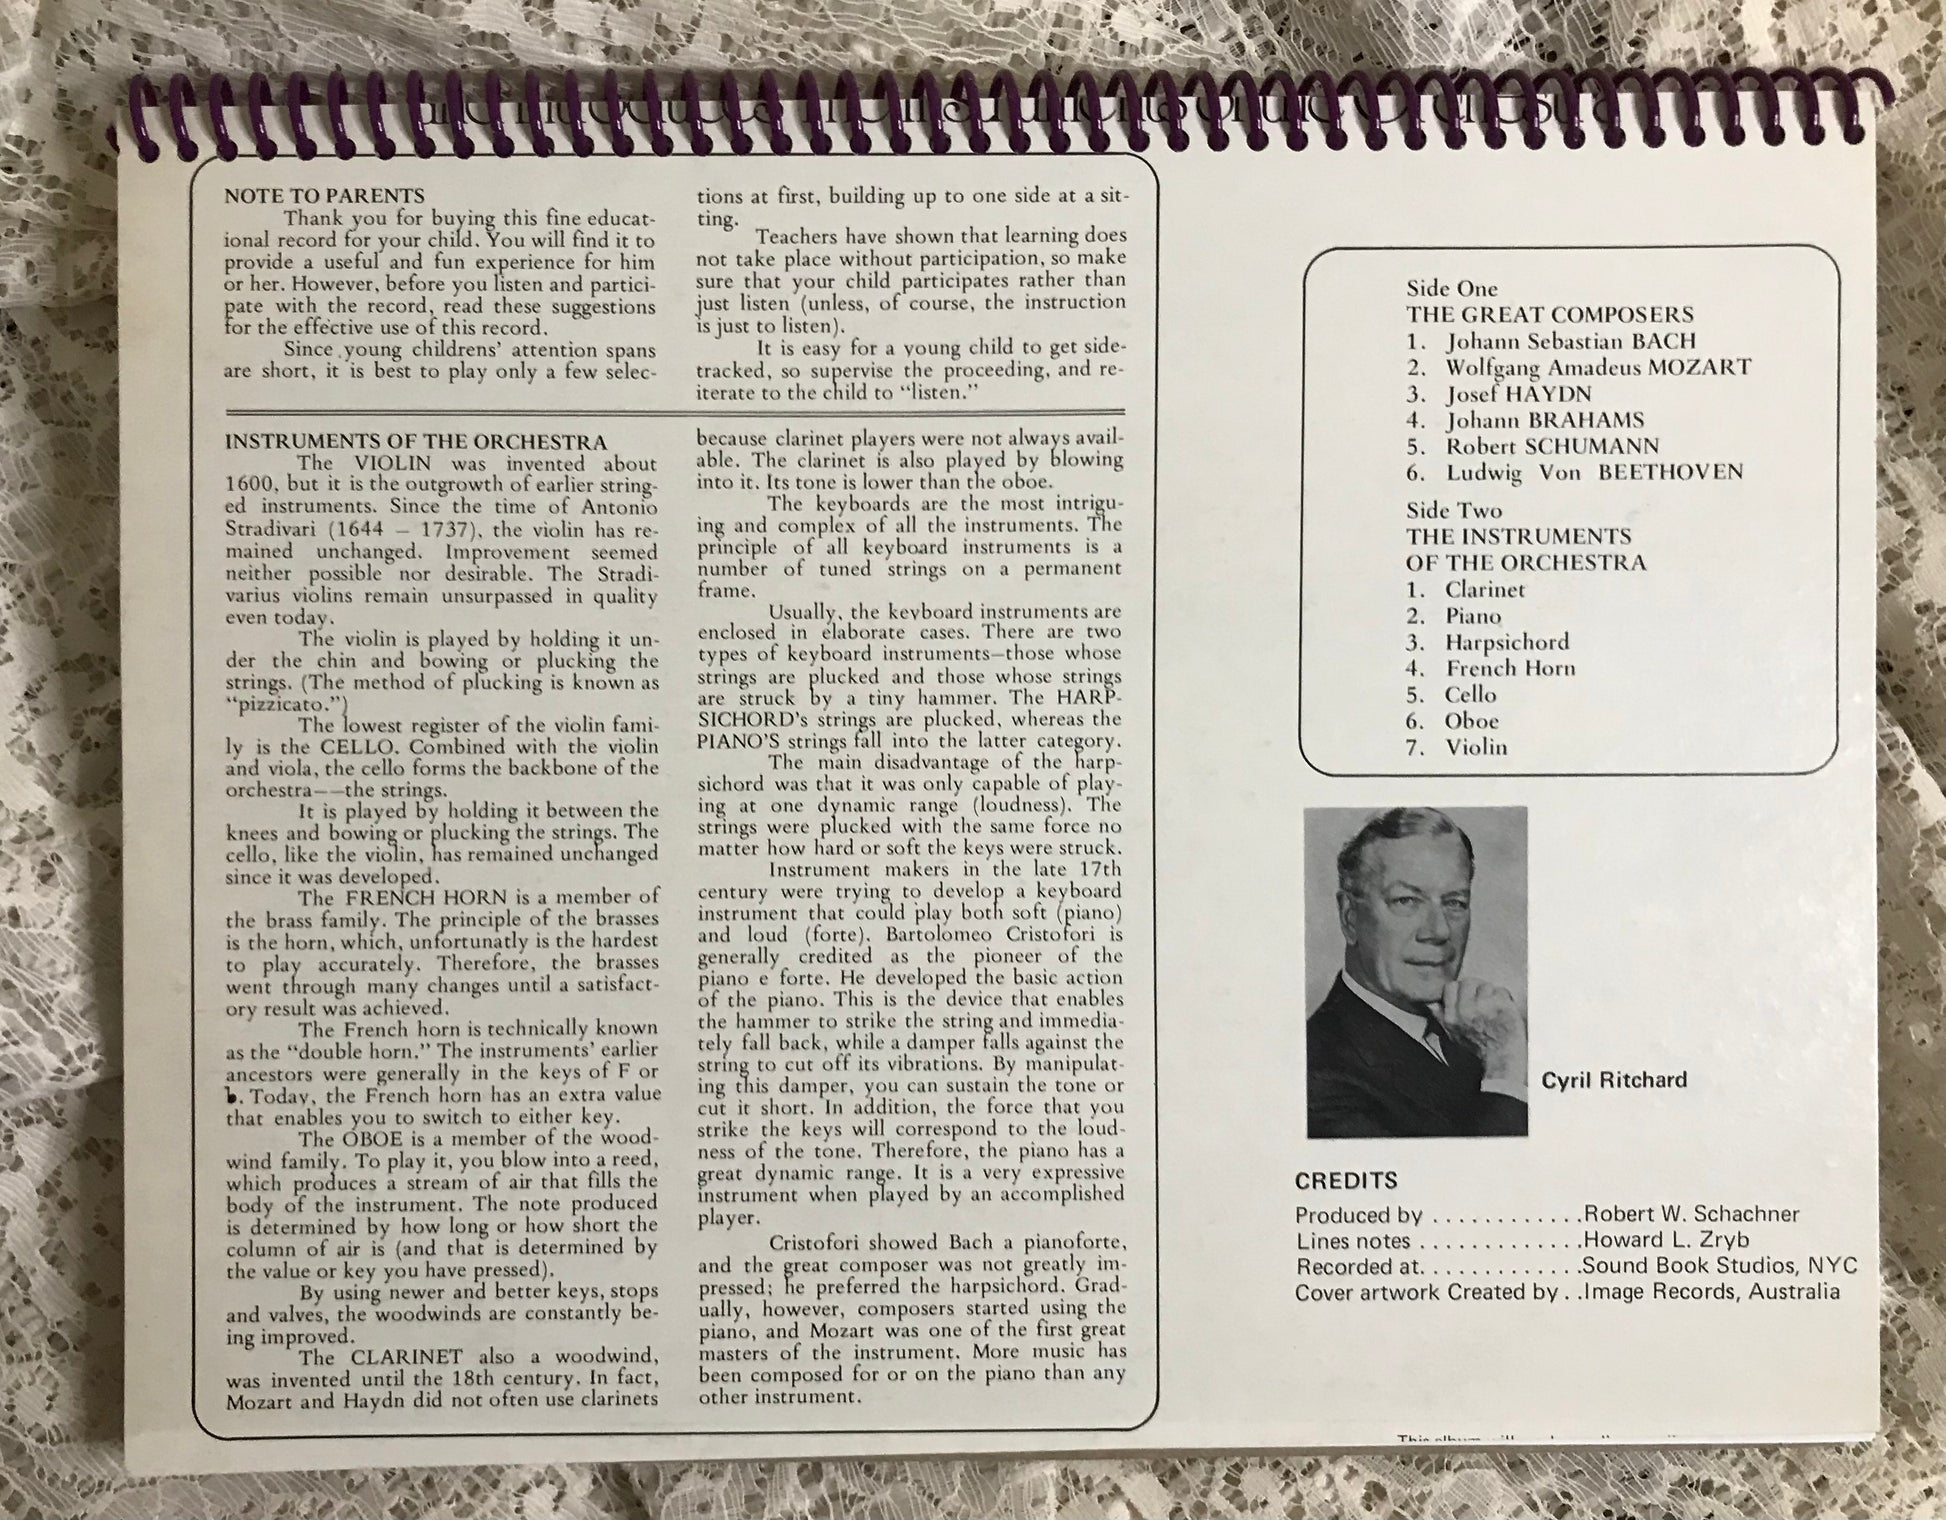 NOTE TO PARENTS
Thank you for buying this fine educat-
ional record for your child. You will find it to
provide a useful and fun experience for him
or her. However, before you listen and partici-
pate with the record, read these suggestions
for the effective use of this record.
Since young childrens' attention spans
are short, it is best to play only a few selec-
tions at first, building up to one side at a sit-
ting.
Teachers have shown that learning does
not take place without participation, so make
sure that your child participates rather than
just listen (unless, of course, the instruction
is just to listen).
It is easy for a young child to get side-
tracked, so supervise the proceeding, and re-
iterate to the child to "listen."
INSTRUMENTS OF THE ORCHESTRA
The VIOLIN was invented about
1600, but it is the outgrowth of earlier string-
ed instruments. Since the time of Antonio
Stradivari (1644 – 1737), the violin has re-
mained unchanged. Improvement seemed
neither possible nor desirable. The Stradi-
varius violins remain unsurpassed in quality
even today.
The violin is played by holding it un-
der the chin and bowing or plucking the
strings. (The method of plucking is known as
"pizzicato.")
The lowest register of the violin fami-
ly is the CELLO. Combined with the violin
and viola, the cello forms the backbone of the
orchestra––the strings.
It is played by holding it between the
knees and bowing or plucking the strings. The
cello, like the violin, has remained unchanged
since it was developed.
The FRENCH HORN is a member of
the brass family. The principle of the brasses
is the horn, which, unfortunatly is the hardest
to play accurately. Therefore, the brasses
went through many changes until a satisfact-
ory result was achieved.
The French horn is technically known
as the "double horn." The instruments' earlier
ancestors were generally in the keys of F or
b. Today, the French horn has an extra value
that enables you to switch to either key.
The OBOE is a member of the wood-
wind family. To play it, you blow into a reed,
which produces a stream of air that fills the
body of the instrument. The note produced
is determined by how long or how short the
column of air is (and that is determined by
the value or key you have pressed).
By using newer and better keys, stops
and valves, the woodwinds are constantly be-
ing improved.
The CLARINET also a woodwind,
was invented until the 18th century. In fact,
Mozart and Haydn did not often use clarinets
because clarinet players were not always avail-
able. The clarinet is also played by blowing
into it. Its tone is lower than the oboe.
The keyboards are the most intrigu-
ing and complex of all the instruments. The
principle of all keyboard instruments is a
number of tuned strings on a permanent
frame.
Usually, the keyboard instruments are
enclosed in elaborate cases. There are two
types of keyboard instruments–those whose
strings are plucked and those whose strings
are struck by a tiny hammer. The HARP-
SICHORD's strings are plucked, whereas the
PIANO'S strings fall into the latter category.
The main disadvantage of the harp-
sichord was that it was only capable of play-
ing at one dynamic range (loudness). The
strings were plucked with the same force no
matter how hard or soft the keys were struck.
Instrument makers in the late 17th
century were trying to develop a keyboard
instrument that could play both soft (piano)
and loud (forte). Bartolomeo Cristofori is
generally credited as the pioneer of the
piano e forte. He developed the basic action
of the piano. This is the device that enables
the hammer to strike the string and immedia-
tely fall back, while a damper falls against the
string to cut off its vibrations. By manipulat-
ing this damper, you can sustain the tone or
cut it short. In addition, the force that you
strike the keys will correspond to the loud-
ness of the tone. Therefore, the piano has a
great dynamic range. It is a very expressive
instrument when played by an accomplished
player.
Cristofori showed Bach a pianoforte,
and the great composer was not greatly im-
pressed; he preferred the harpsichord. Grad-
ually, however, composers started using the
piano, and Mozart was one of the first great
masters of the instrument. More music has
been composed for or on the piano than any
other instrument.
Side One
THE GREAT COMPOSERS
1. Johann Sebastian BACH
2. Wolfgang Amadeus MOZART
3. Josef HAYDN
4. Johann BRAHAMS
5. Robert SCHUMANN
6. Ludwig Von BEETHOVEN
Side Two
THE INSTRUMENTS
OF THE ORCHESTRA
1. Clarinet
2. Piano
3. Harpsichord
4. French Horn
5. Cello
6. Oboe
7. Violin
Cyril Ritchard
CREDITS
Produced by . . . . . . . . . . . .Robert W. Schachner
Lines notes . . . . . . . . . . . . .Howard L. Zryb
Recorded at. . . . . . . . . . . . .Sound Book Studios, NYC
Cover artwork Created by . .Image Records, Australia